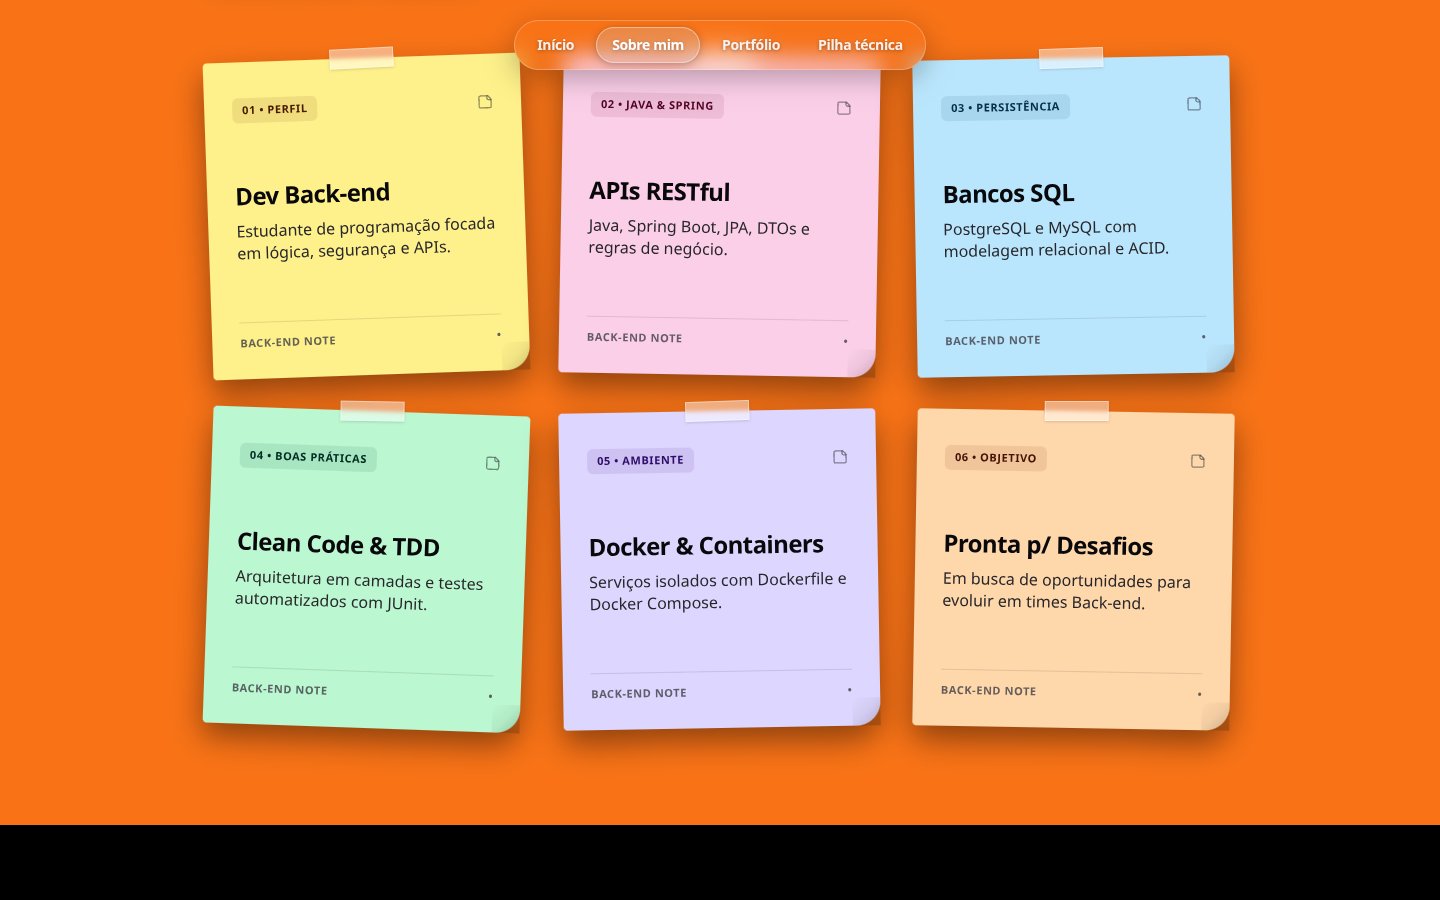 Início
Sobre mim
Portfólio
Pilha técnica
01 • PERFIL
Dev Back-end
Estudante de programação focada
em lógica, segurança e APIs.
BACK-END NOTE
•
02 • JAVA & SPRING
APIs RESTful
Java, Spring Boot, JPA, DTOs e
regras de negócio.
BACK-END NOTE
•
03 • PERSISTÊNCIA
Bancos SQL
PostgreSQL e MySQL com
modelagem relacional e ACID.
BACK-END NOTE
•
04 • BOAS PRÁTICAS
Clean Code & TDD
Arquitetura em camadas e testes
automatizados com JUnit.
BACK-END NOTE
•
05 • AMBIENTE
Docker & Containers
Serviços isolados com Dockerfile e
Docker Compose.
BACK-END NOTE
•
06 • OBJETIVO
Pronta p/ Desafios
Em busca de oportunidades para
evoluir em times Back-end.
BACK-END NOTE
•